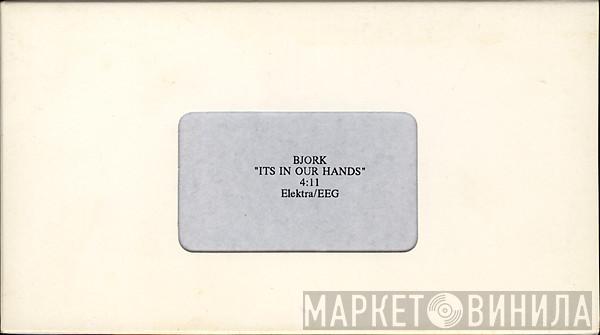 BJORK
"ITS IN OUR HANDS"
4:11
Elektra/EEG
МАРКЕТ ВИНИЛА